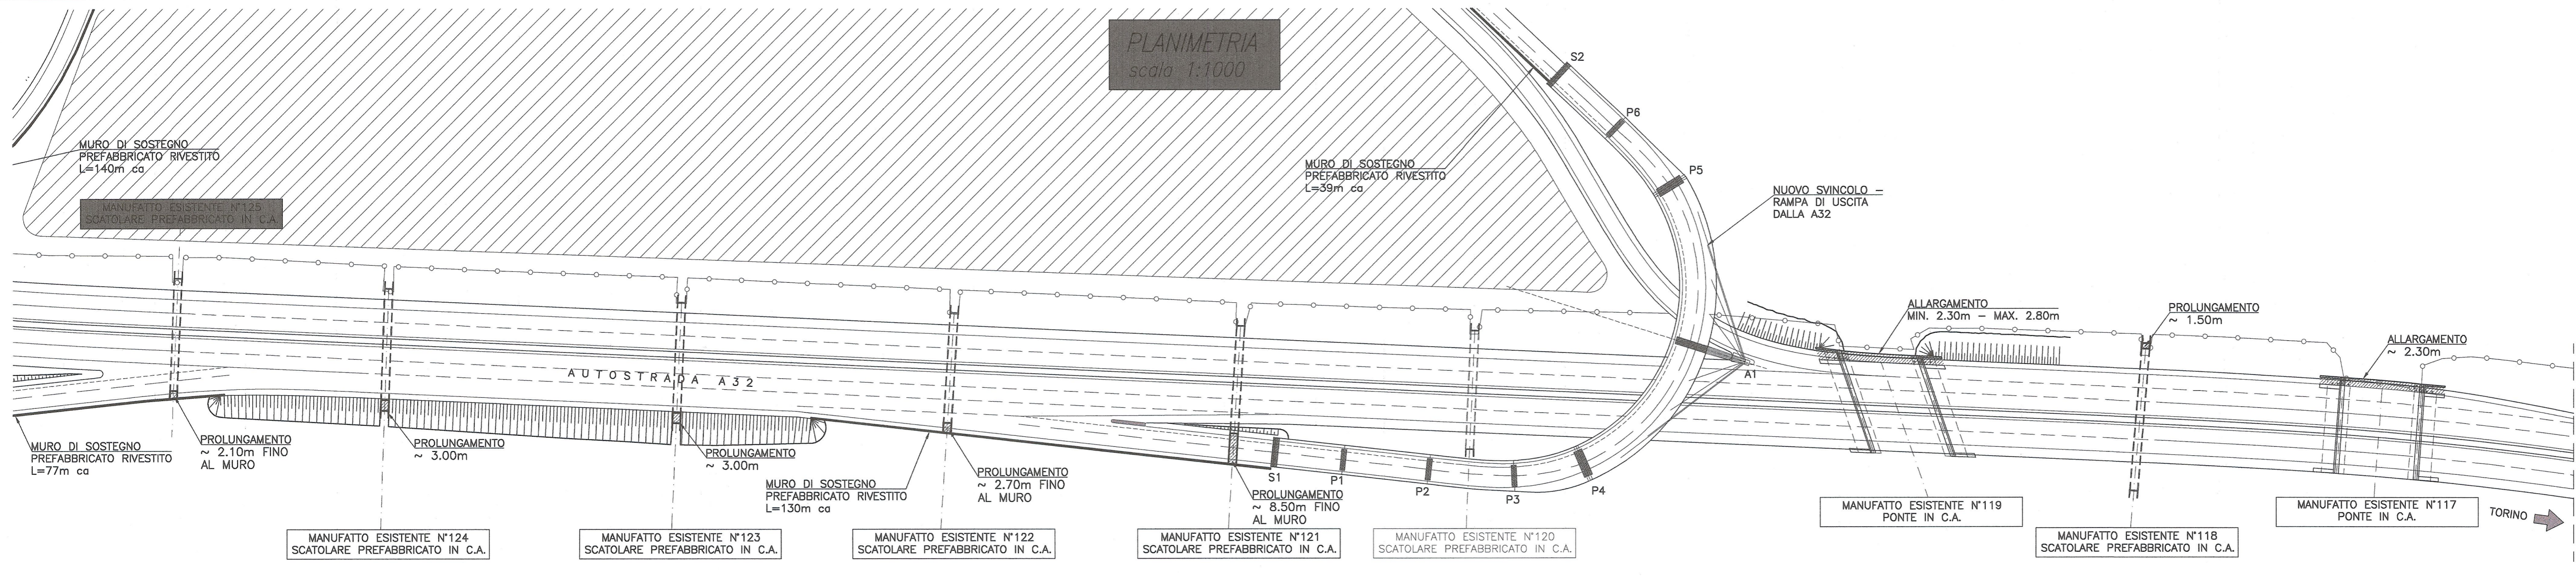 PLANIMETRIA
scala 1:1000
S2
P6
P5
MURO DI SOSTEGNO
PREFABBRICATO RIVESTITO
L=140m ca
MURO DI SOSTEGNO
PREFABBRICATO RIVESTITO
L=39m ca
NUOVO SVINCOLO –
RAMPA DI USCITA
DALLA A32
MANUFATTO ESISTENTE N°125
SCATOLARE PREFABBRICATO IN C.A.
ALLARGAMENTO
MIN. 2.30m – MAX. 2.80m
PROLUNGAMENTO
~ 1.50m
ALLARGAMENTO
~ 2.30m
A1
AUTOSTRADA A32
MURO DI SOSTEGNO
PREFABBRICATO RIVESTITO
L=77m ca
PROLUNGAMENTO
~ 2.10m FINO
AL MURO
PROLUNGAMENTO
~ 3.00m
PROLUNGAMENTO
~ 3.00m
MURO DI SOSTEGNO
PREFABBRICATO RIVESTITO
L=130m ca
PROLUNGAMENTO
~ 2.70m FINO
AL MURO
PROLUNGAMENTO
~ 8.50m FINO
AL MURO
S1
P1
P2
P3
P4
MANUFATTO ESISTENTE N°124
SCATOLARE PREFABBRICATO IN C.A.
MANUFATTO ESISTENTE N°123
SCATOLARE PREFABBRICATO IN C.A.
MANUFATTO ESISTENTE N°122
SCATOLARE PREFABBRICATO IN C.A.
MANUFATTO ESISTENTE N°121
SCATOLARE PREFABBRICATO IN C.A.
MANUFATTO ESISTENTE N°120
SCATOLARE PREFABBRICATO IN C.A.
MANUFATTO ESISTENTE N°119
PONTE IN C.A.
MANUFATTO ESISTENTE N°118
SCATOLARE PREFABBRICATO IN C.A.
MANUFATTO ESISTENTE N°117
PONTE IN C.A.
TORINO